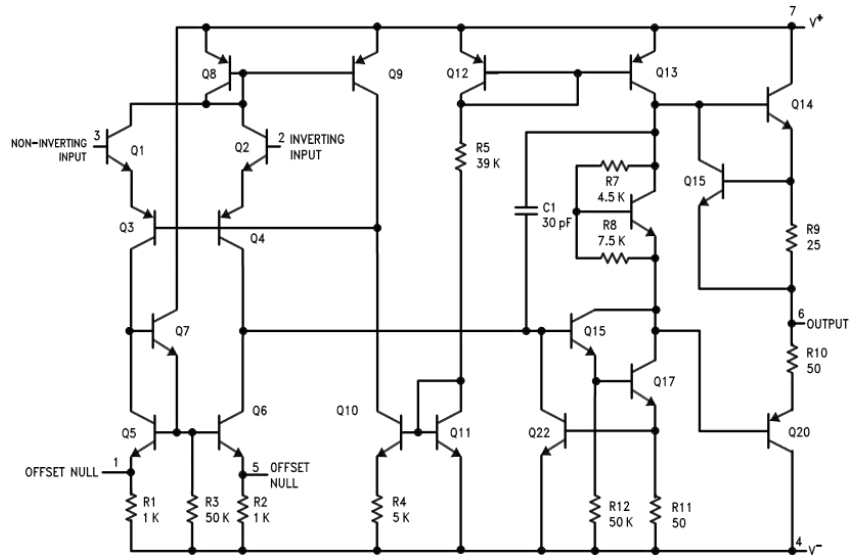 7
V+
Q8
Q9
Q12
Q13
Q14
3
NON-INVERTING
INPUT
Q1
Q2
2 INVERTING
INPUT
R5
39 K
R7
4.5 K
Q15
C1
30 pF
R8
7.5 K
R9
25
Q3
Q4
Q7
Q15
6
OUTPUT
R10
50
Q5
Q6
Q10
Q11
Q22
Q17
Q20
OFFSET NULL
1
5 OFFSET
NULL
R1
1 K
R3
50 K
R2
1 K
R4
5 K
R12
50 K
R11
50
4
V-